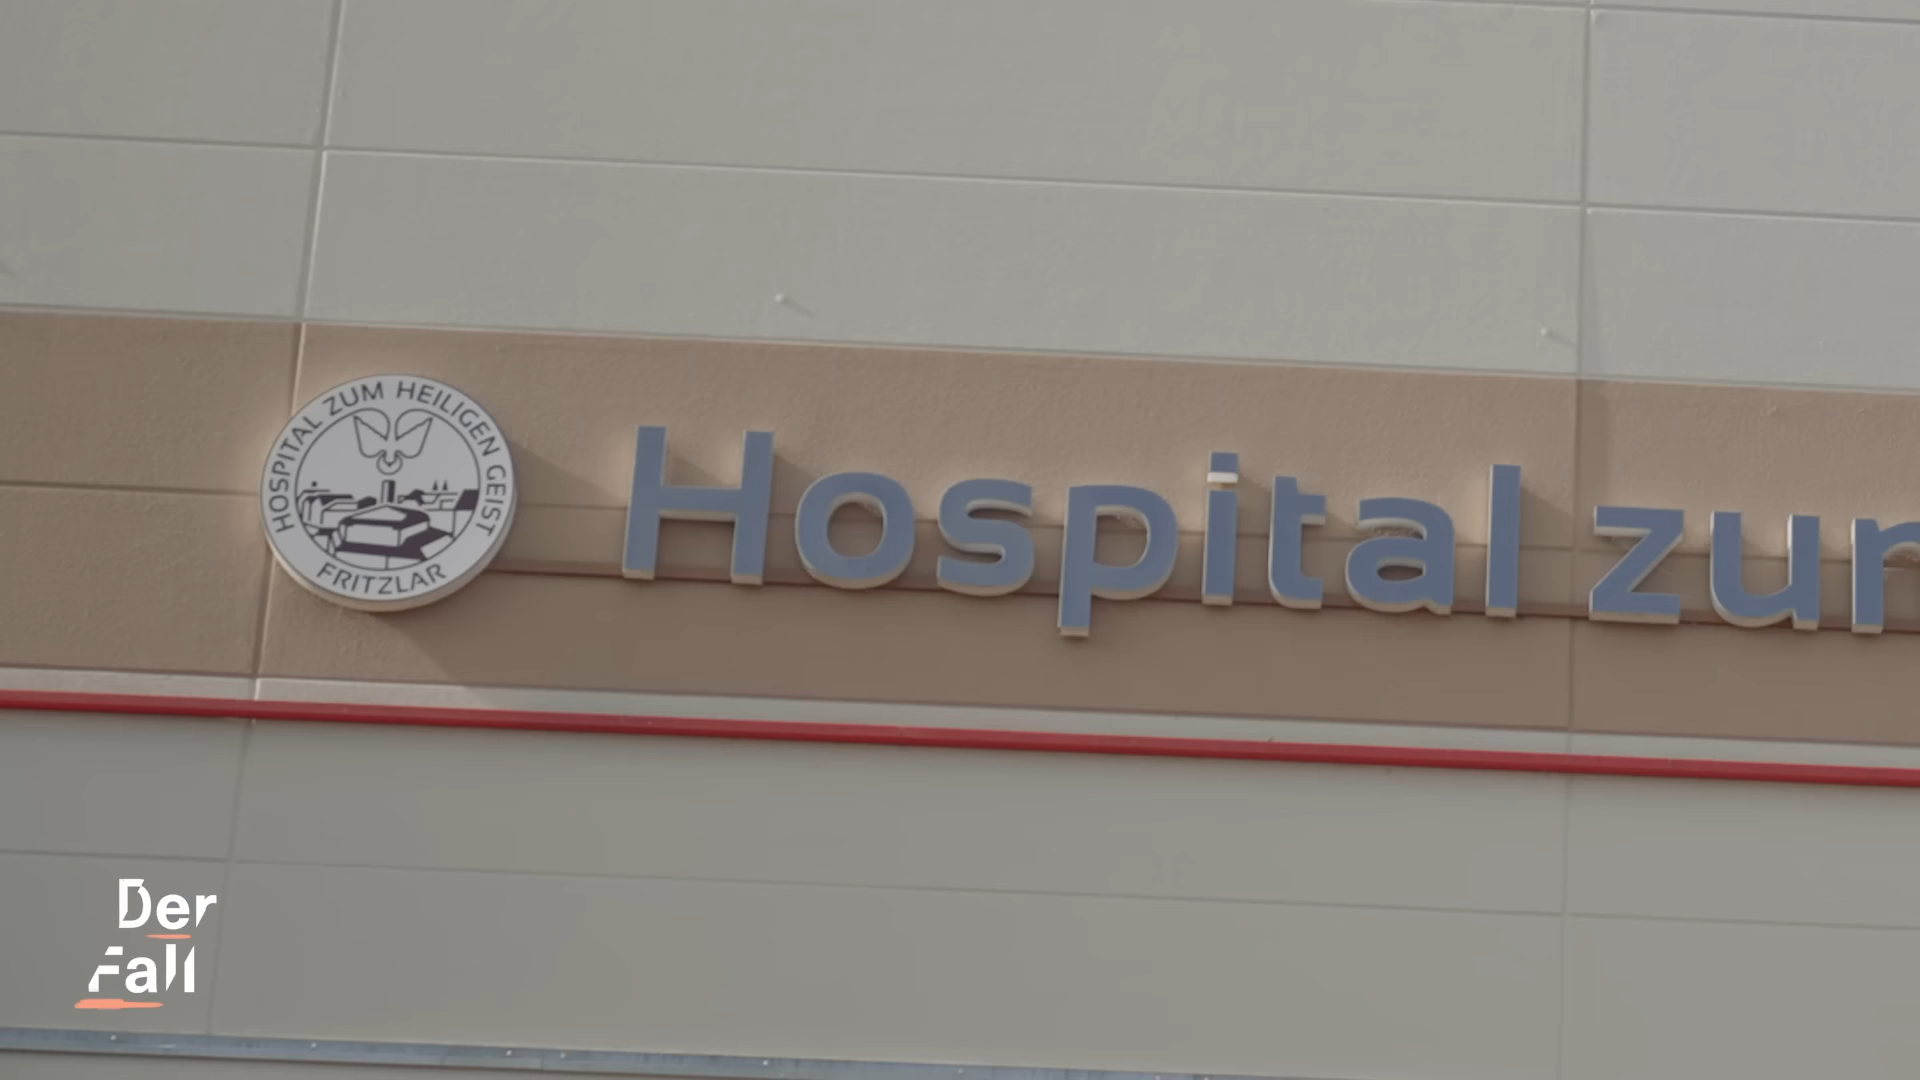 HOSPITAL ZUM HEILIGEN GEIST
FRITZLAR
Hospital zum
Der
Fall